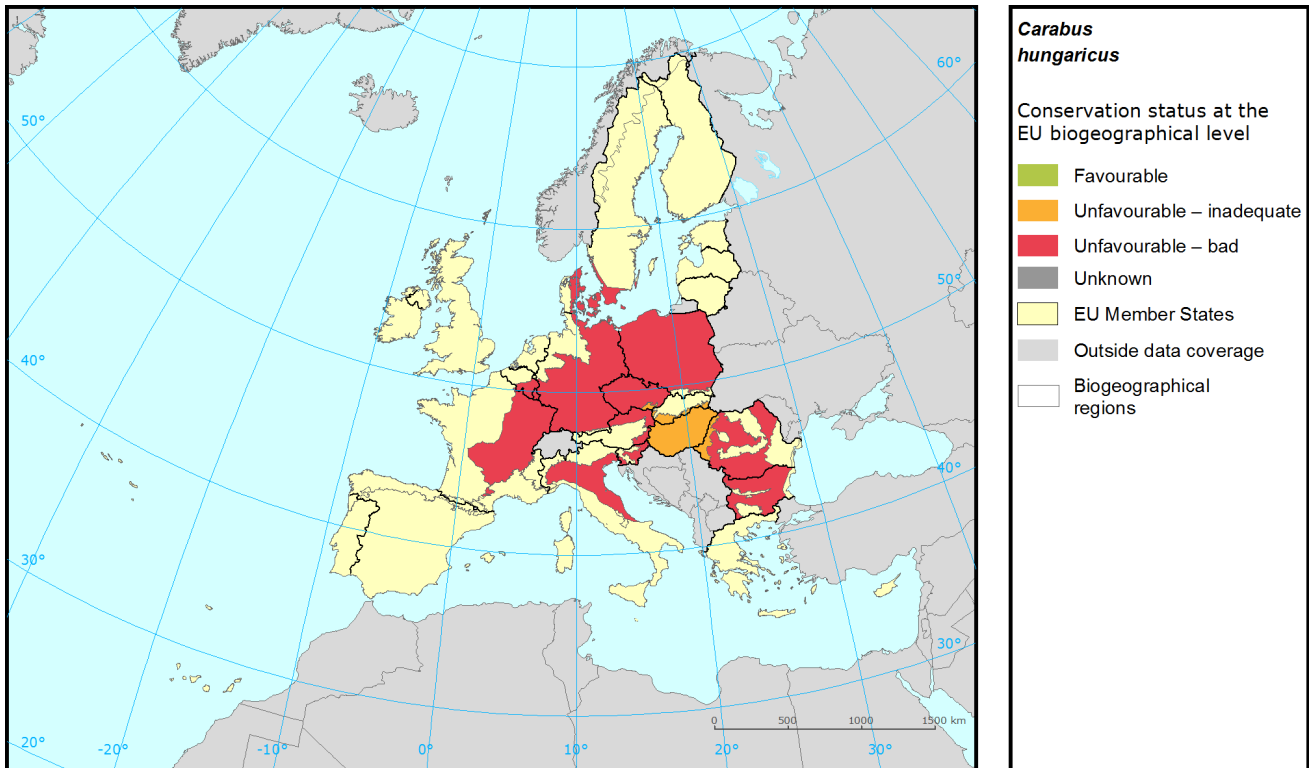 60°
50°
50°
40°
40°
30°
30°
20°
-20°
-10°
0°
10°
20°
30°
0 500 1000 1500 km
Carabus
hungaricus
Conservation status at the
EU biogeographical level
Favourable
Unfavourable – inadequate
Unfavourable – bad
Unknown
EU Member States
Outside data coverage
Biogeographical
regions